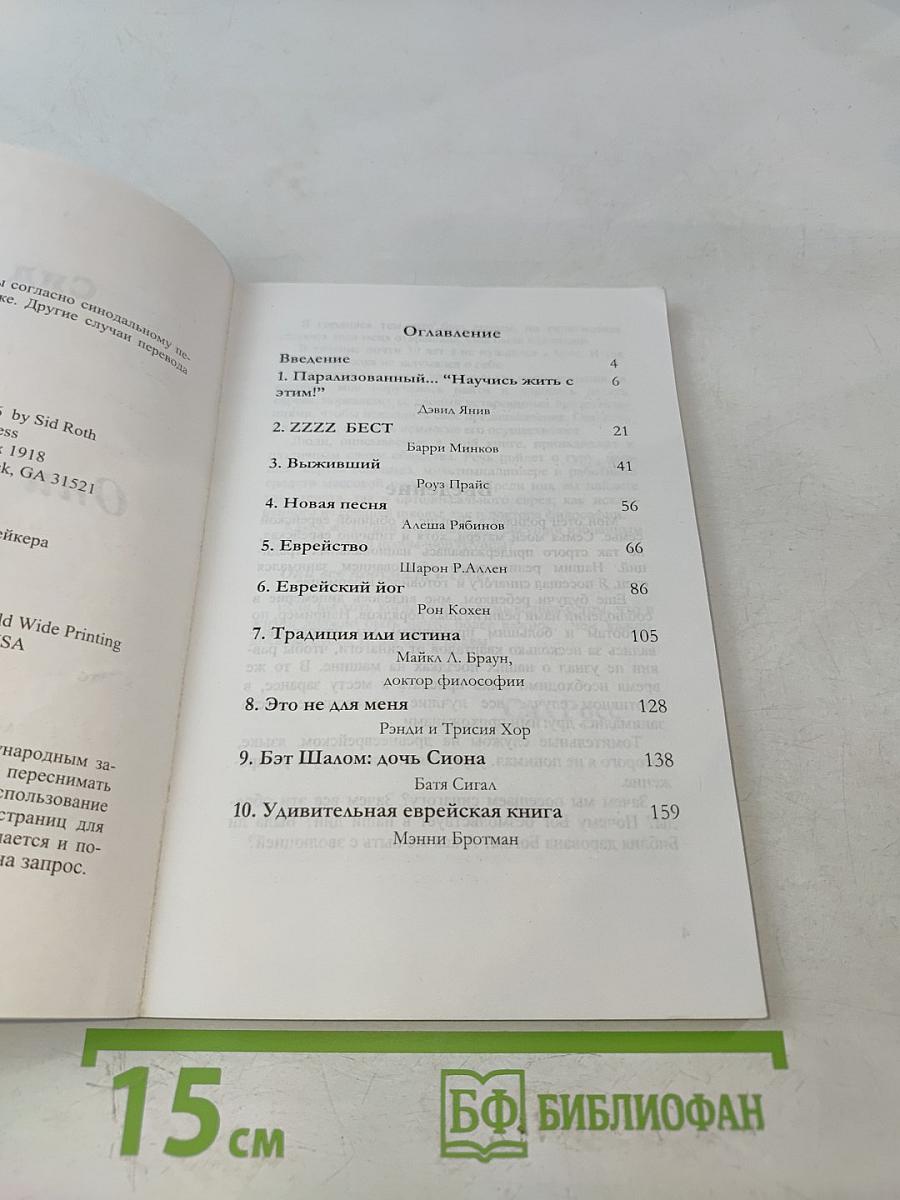 ы согласно синодальному пе-
ке. Другие случаи перевода
by Sid Roth
ess
x 1918
k, GA 31521
ейкера
ld Wide Printing
SA
ународным за-
переснимать
спользование
страниц для
ается и по-
на запрос.
Оглавление
Введение 4
1. Парализованный... “Научись жить с 6
этим!”
Дэвид Янив
2. ZZZZ БЕСТ 21
Барри Минков
3. Выживший 41
Роуз Прайс
4. Новая песня 56
Алеша Рябинов
5. Еврейство 66
Шарон Р.Аллен
6. Еврейский йог 86
Рон Кохен
7. Традиция или истина 105
Майкл Л. Браун,
доктор философии
8. Это не для меня 128
Рэнди и Трисия Хор
9. Бэт Шалом: дочь Сиона 138
Батя Сигал
10. Удивительная еврейская книга 159
Мэнни Бротман
15 см
БФ БИБЛИОФАН